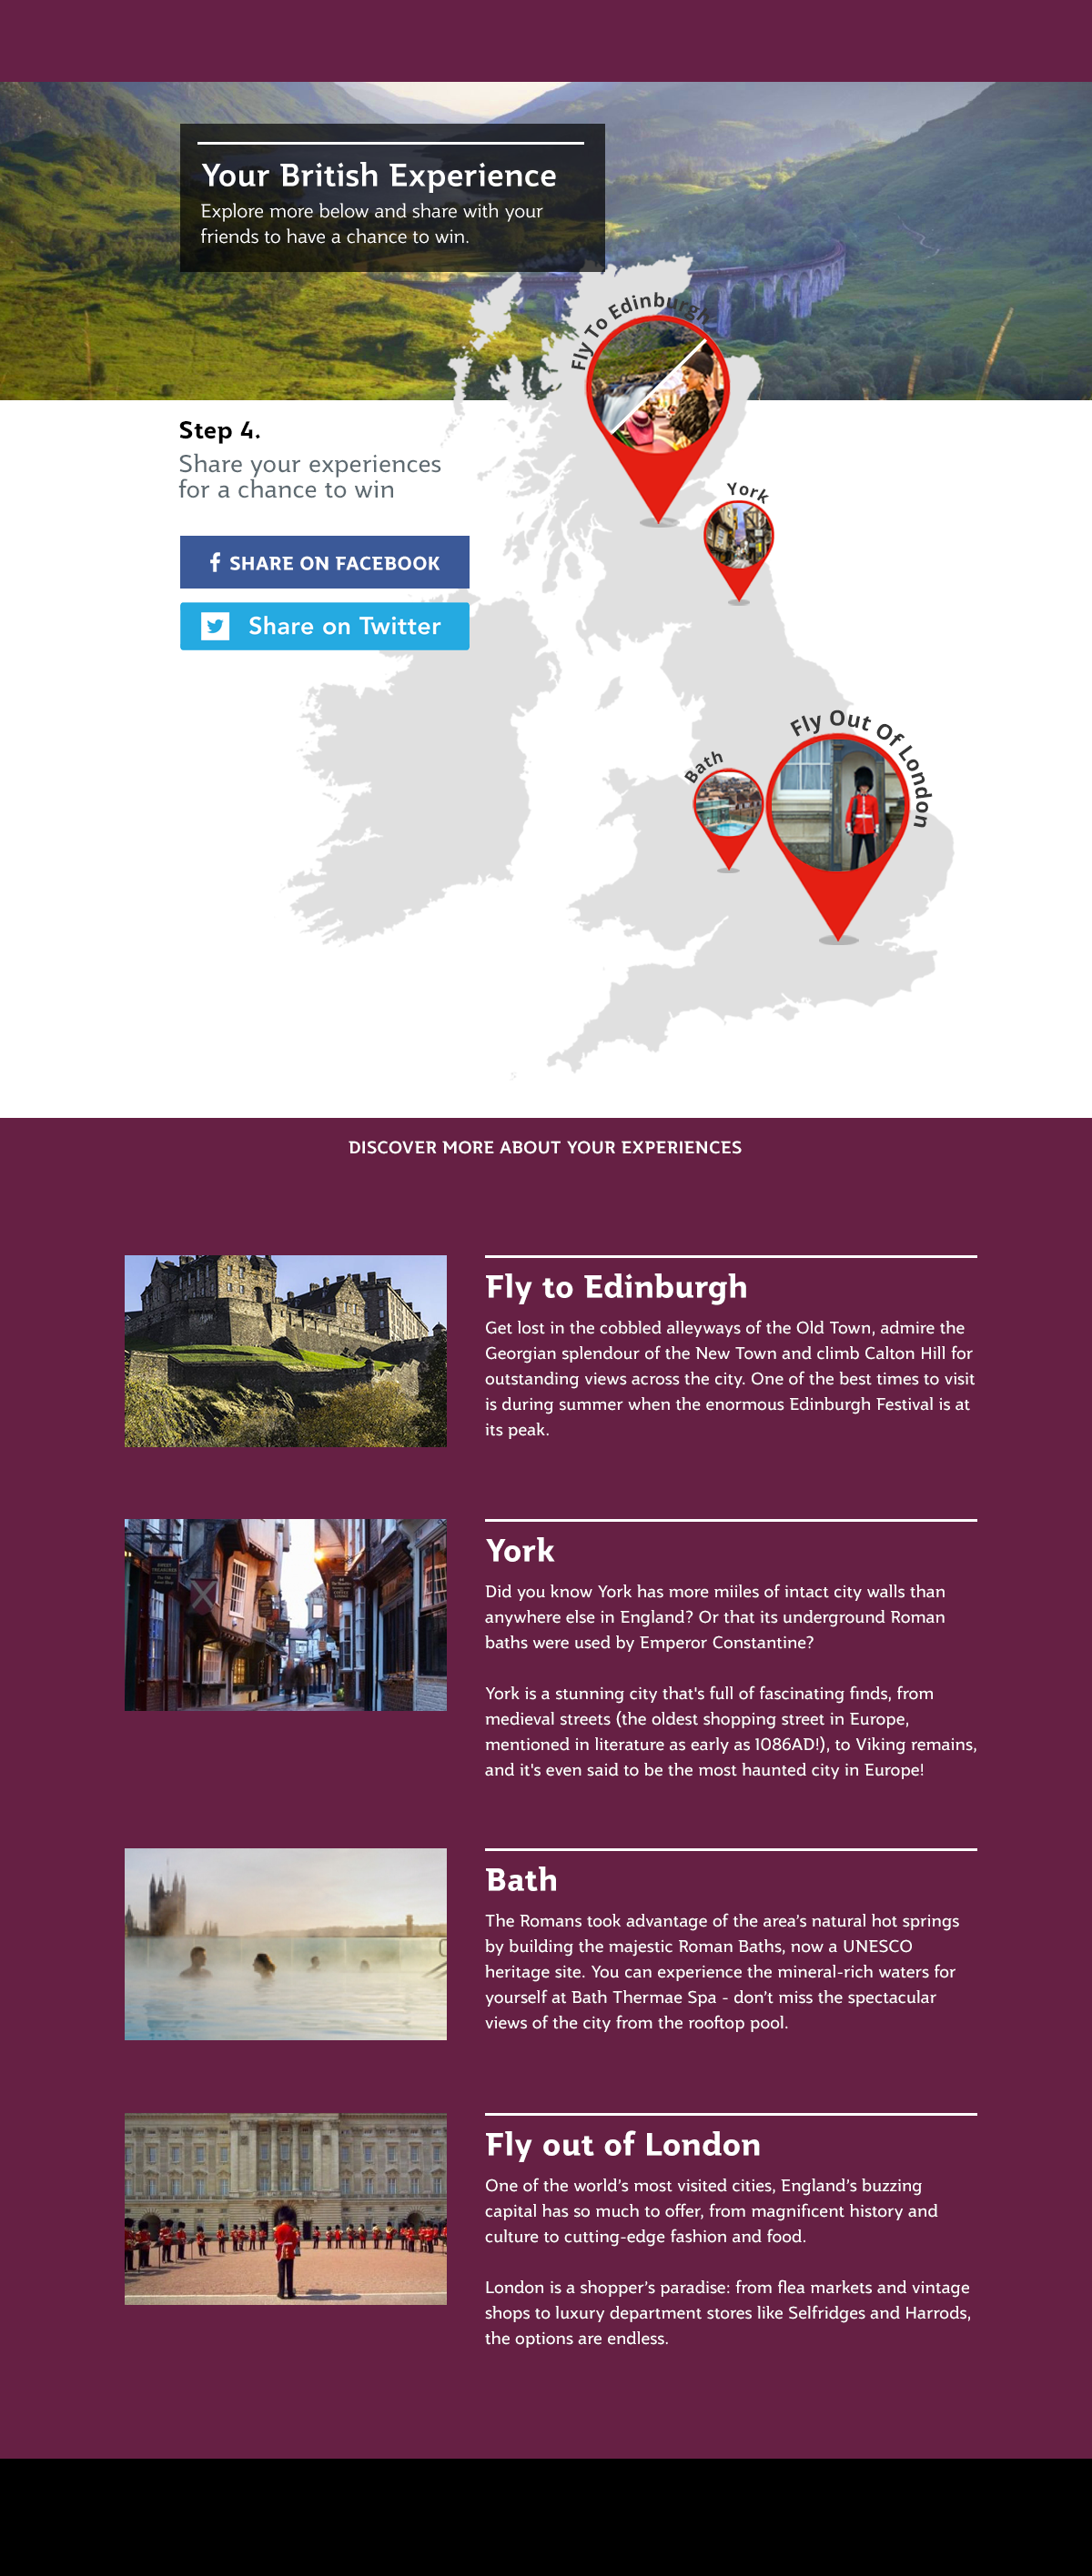 Your British Experience
Explore more below and share with your
friends to have a chance to win.
Fly To Edinburgh
Step 4.
Share your experiences
for a chance to win
York
f SHARE ON FACEBOOK
Share on Twitter
Fly Out Of London
Bath
DISCOVER MORE ABOUT YOUR EXPERIENCES
Fly to Edinburgh
Get lost in the cobbled alleyways of the Old Town, admire the
Georgian splendour of the New Town and climb Calton Hill for
outstanding views across the city. One of the best times to visit
is during summer when the enormous Edinburgh Festival is at
its peak.
York
Did you know York has more miiles of intact city walls than
anywhere else in England? Or that its underground Roman
baths were used by Emperor Constantine?
York is a stunning city that's full of fascinating finds, from
medieval streets (the oldest shopping street in Europe,
mentioned in literature as early as 1086AD!), to Viking remains,
and it's even said to be the most haunted city in Europe!
Bath
The Romans took advantage of the area's natural hot springs
by building the majestic Roman Baths, now a UNESCO
heritage site. You can experience the mineral-rich waters for
yourself at Bath Thermae Spa - don't miss the spectacular
views of the city from the rooftop pool.
Fly out of London
One of the world's most visited cities, England's buzzing
capital has so much to offer, from magnificent history and
culture to cutting-edge fashion and food.
London is a shopper's paradise: from flea markets and vintage
shops to luxury department stores like Selfridges and Harrods,
the options are endless.